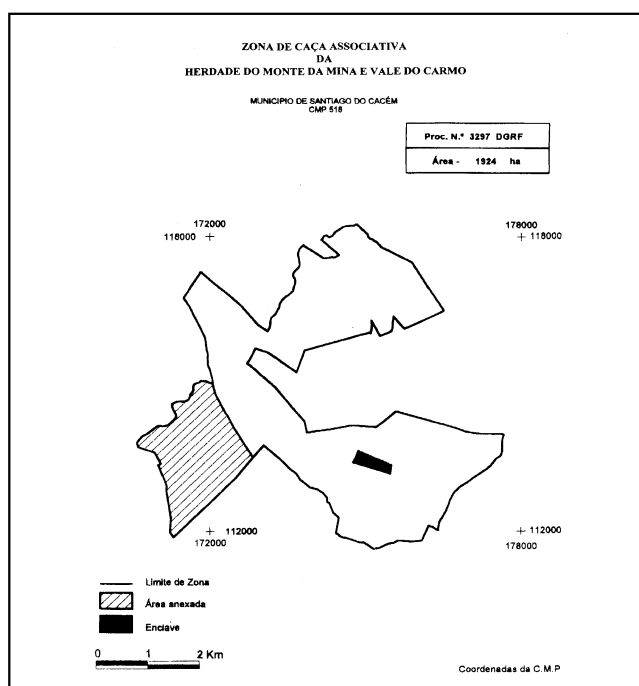 ZONA DE CAÇA ASSOCIATIVA
DA
HERDADE DO MONTE DA MINA E VALE DO CARMO
MUNICIPIO DE SANTIAGO DO CACÉM
CMP 518
Proc. N.º 3297 DGRF
Área - 1924 ha
172000
118000
178000
118000
112000
172000
112000
178000
Limite de Zona
Área anexada
Enclave
0 1 2 Km
Coordenadas da C.M.P